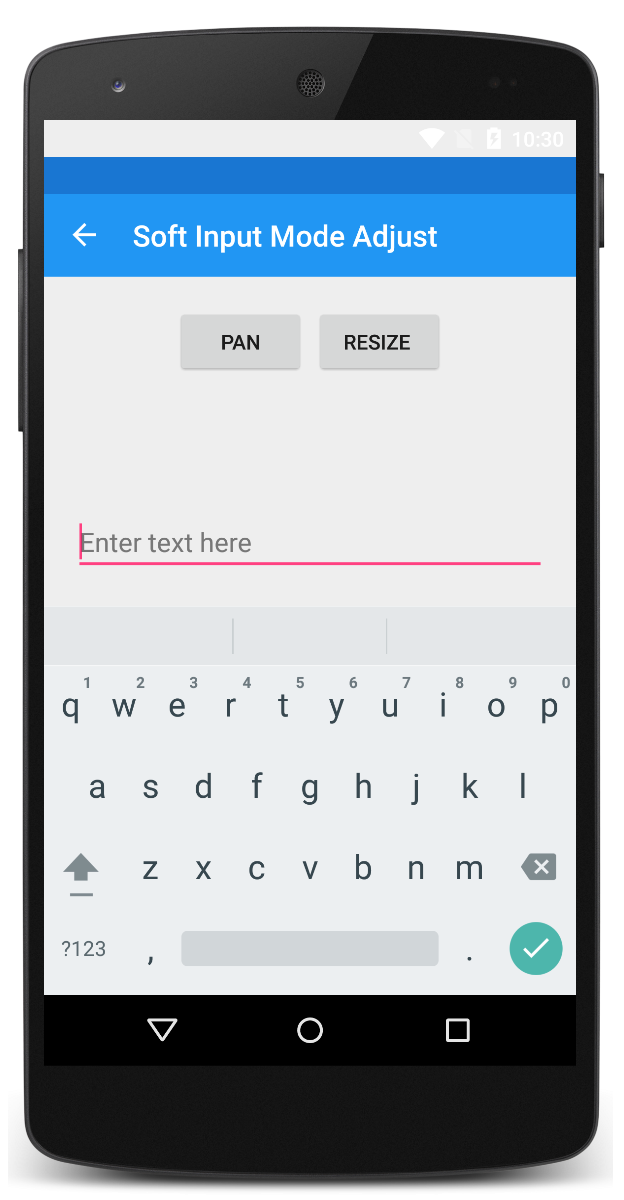 10:30
Soft Input Mode Adjust
PAN RESIZE
Enter text here
1 2 3 4 5 6 7 8 9 0
q w e r t y u i o p
a s d f g h j k l
z x c v b n m
?123 , .